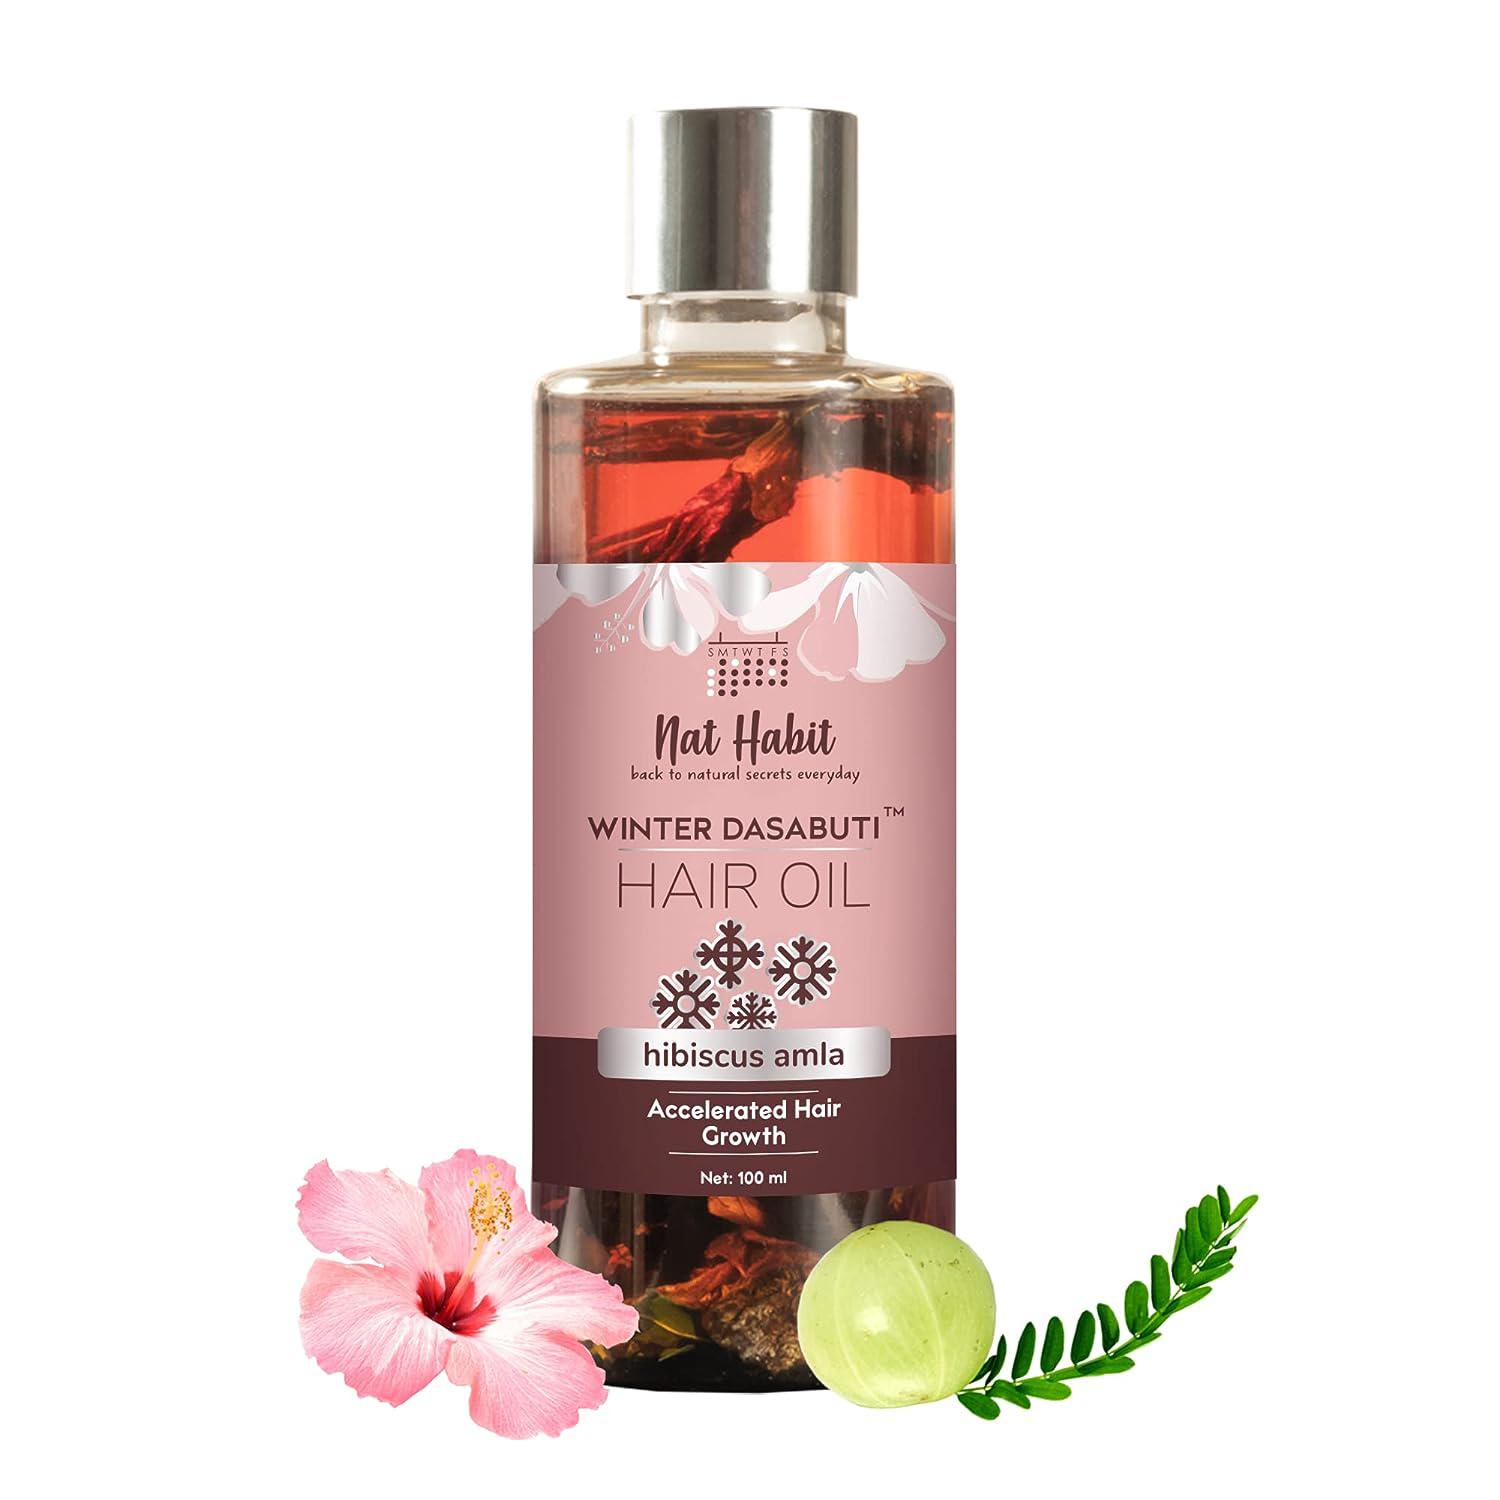 SMTWTFS
Nat Habit
back to natural secrets everyday
WINTER DASABUTI™
HAIR OIL
hibiscus amla
Accelerated Hair
Growth
Net: 100 ml